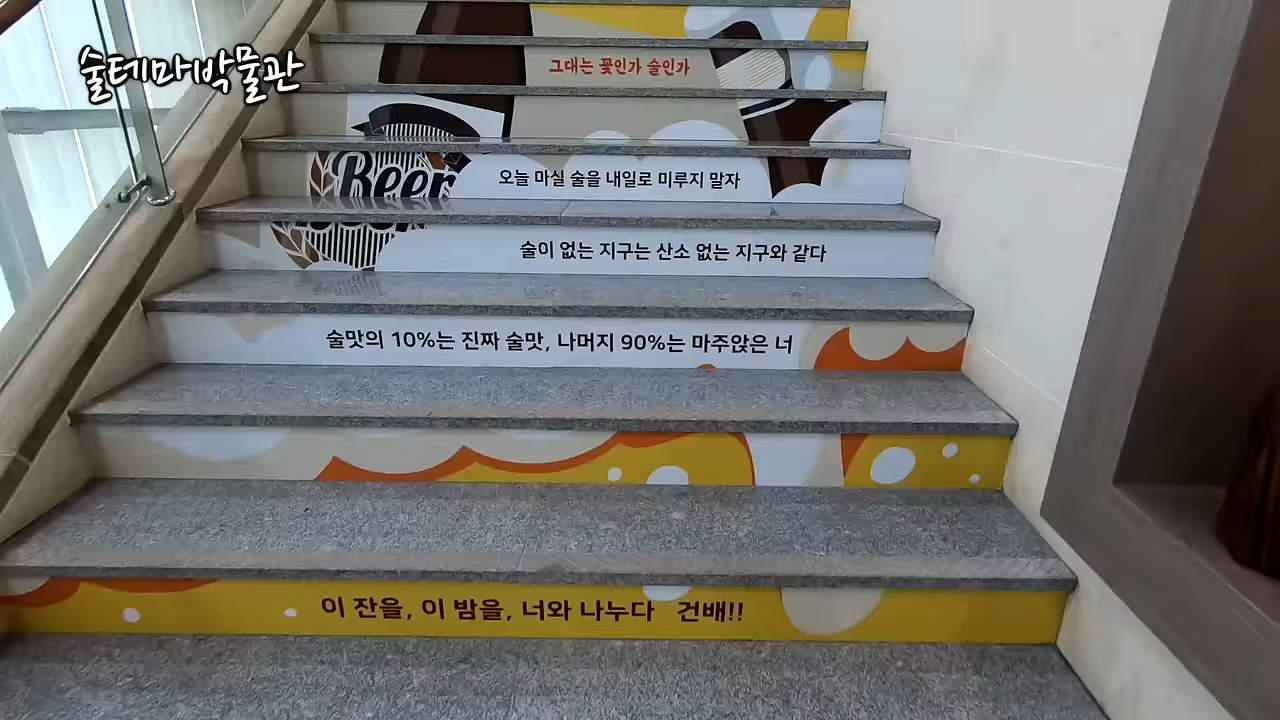 술테마박물관
그대는 꽃인가 술인가
Beer
오늘 마실 술을 내일로 미루지 말자
술이 없는 지구는 산소 없는 지구와 같다
술맛의 10%는 진짜 술맛, 나머지 90%는 마주앉은 너
이 잔을, 이 밤을, 너와 나누다 건배!!